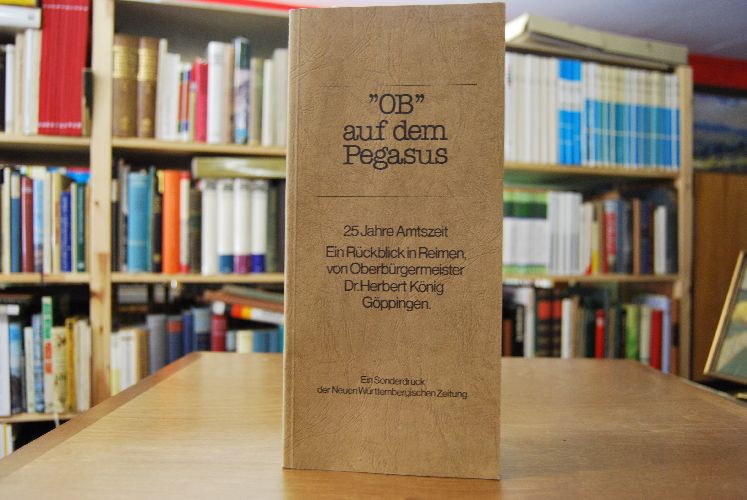 ”OB”
auf dem
Pegasus
25 Jahre Amtszeit
Ein Rückblick in Reimen,
von Oberbürgermeister
Dr. Herbert König
Göppingen.
Ein Sonderdruck
der Neuen Württembergischen Zeitung.